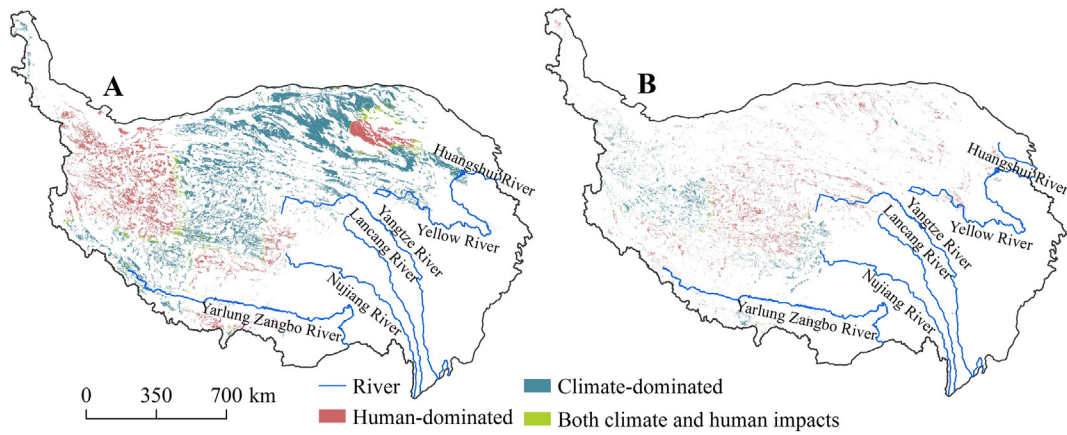 A
Huangshui River
Yellow River
Yangtze River
Lancang River
Nujiang River
Yarlung Zangbo River
B
Huangshui River
Yellow River
Yangtze River
Lancang River
Nujiang River
Yarlung Zangbo River
0 350 700 km
River
Climate-dominated
Human-dominated
Both climate and human impacts